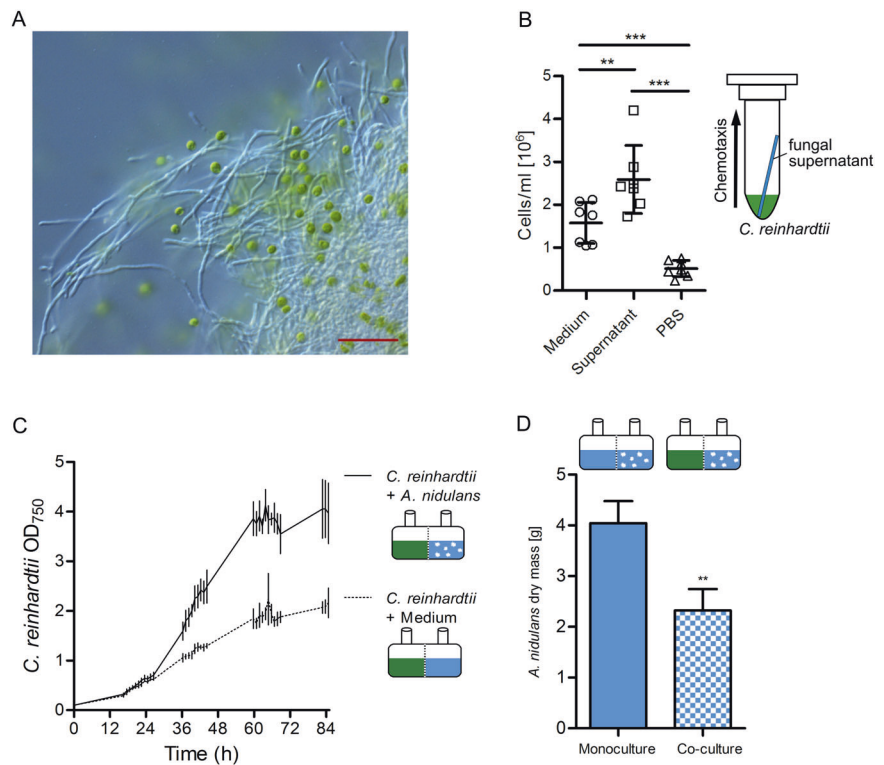 A
B
***
**
***
5
4
3
2
1
0
Cells/ml [10⁶]
Medium
Supernatant
PBS
Chemotaxis
fungal
supernatant
C. reinhardtii
C
5
4
3
2
1
0
C. reinhardtii OD750
0 12 24 36 48 60 72 84
Time (h)
C. reinhardtii
+ A. nidulans
C. reinhardtii
+ Medium
D
5
4
3
2
1
0
A. nidulans dry mass [g]
**
Monoculture
Co-culture